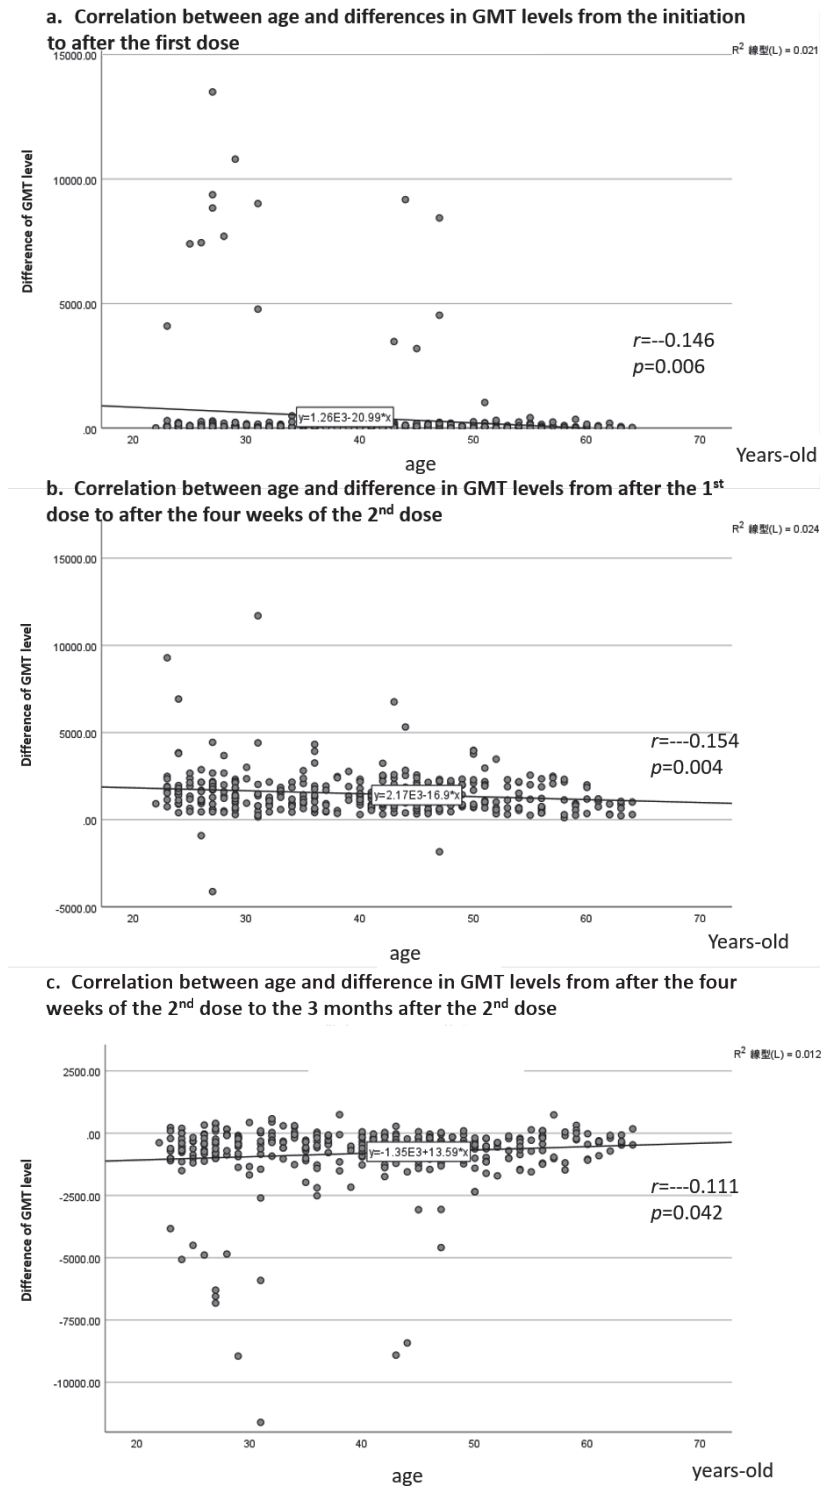 a. Correlation between age and differences in GMT levels from the initiation
to after the first dose
R² 線型(L) = 0.021
15000.00
10000.00
5000.00
.00
Difference of GMT level
r=--0.146
p=0.006
y=1.26E3-20.99*x
20 30 40 50 60 70
age
Years-old
b. Correlation between age and difference in GMT levels from after the 1st
dose to after the four weeks of the 2nd dose
R² 線型(L) = 0.024
15000.00
10000.00
5000.00
.00
-5000.00
Difference of GMT level
r=---0.154
p=0.004
y=2.17E3-16.9*x
20 30 40 50 60 70
age
Years-old
c. Correlation between age and difference in GMT levels from after the four
weeks of the 2nd dose to the 3 months after the 2nd dose
R² 線型(L) = 0.012
2500.00
.00
-2500.00
-5000.00
-7500.00
-10000.00
Difference of GMT level
y=-1.35E3+13.59*x
r=---0.111
p=0.042
20 30 40 50 60 70
age
years-old